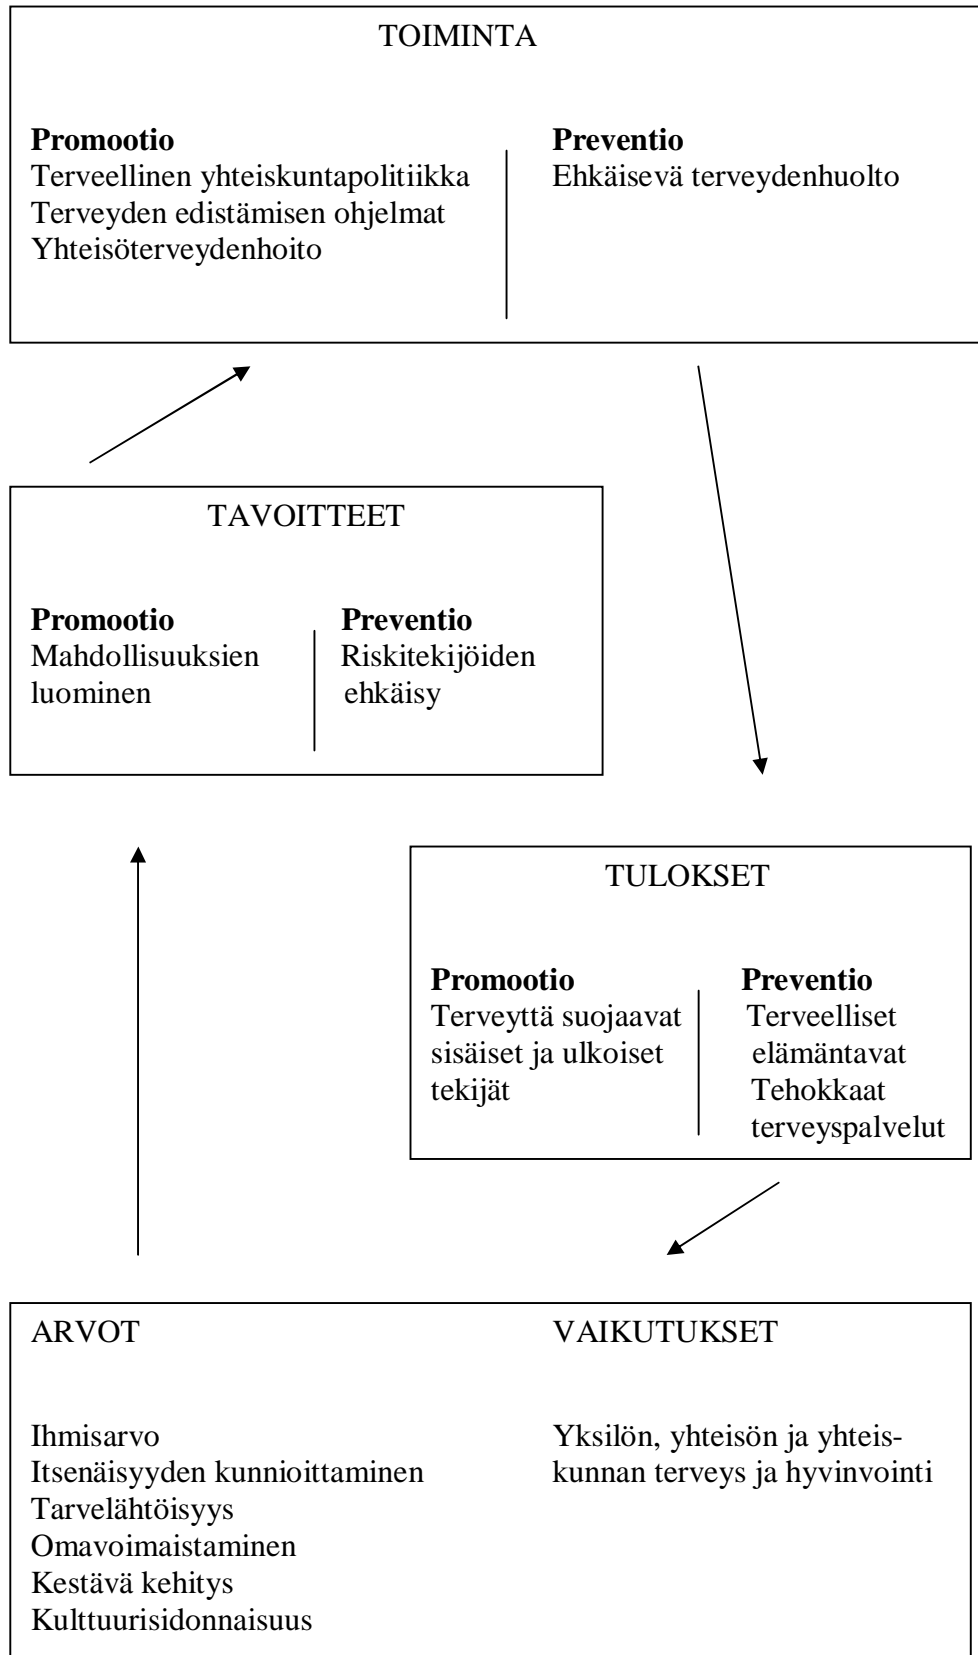 TOIMINTA
Promootio
Terveellinen yhteiskuntapolitiikka
Terveyden edistämisen ohjelmat
Yhteisöterveydenhoito
Preventio
Ehkäisevä terveydenhuolto
TAVOITTEET
Promootio
Mahdollisuuksien
luominen
Preventio
Riskitekijöiden
ehkäisy
TULOKSET
Promootio
Terveyttä suojaavat
sisäiset ja ulkoiset
tekijät
Preventio
Terveelliset
elämäntavat
Tehokkaat
terveyspalvelut
ARVOT
Ihmisarvo
Itsenäisyyden kunnioittaminen
Tarvelähtöisyys
Omavoimaistaminen
Kestävä kehitys
Kulttuurisidonnaisuus
VAIKUTUKSET
Yksilön, yhteisön ja yhteis-
kunnan terveys ja hyvinvointi